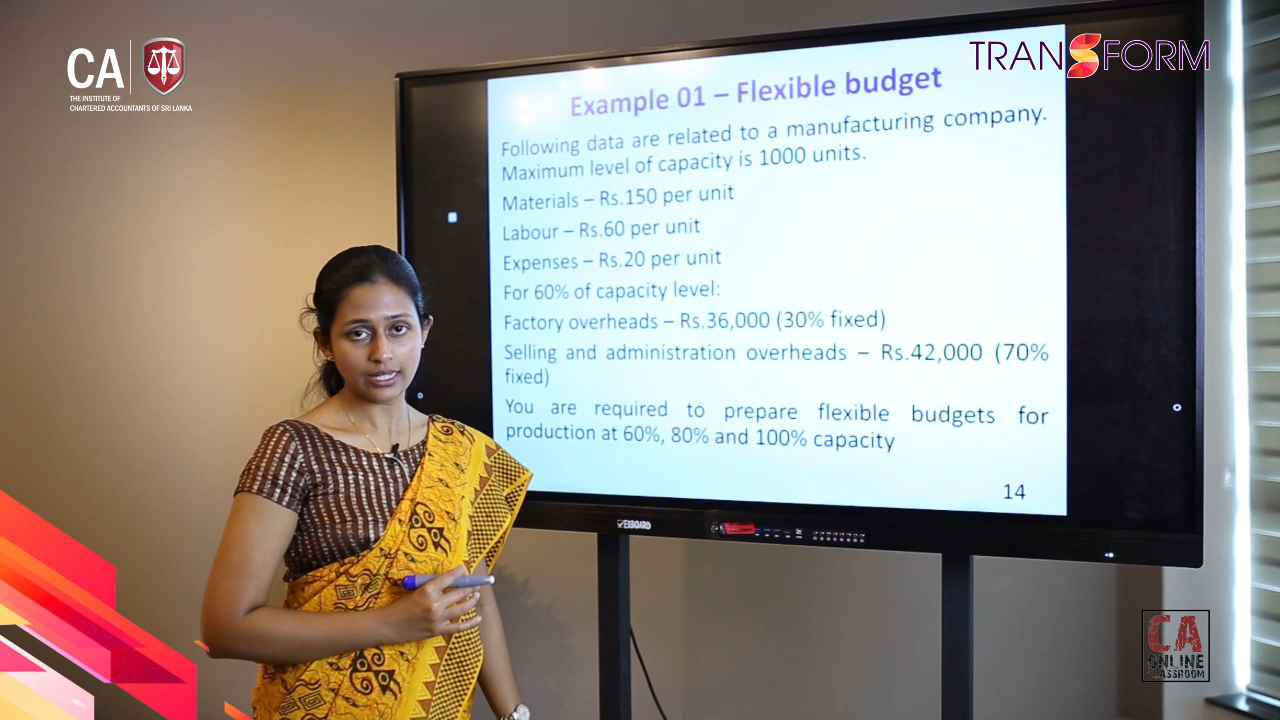 CA
THE INSTITUTE OF
CHARTERED ACCOUNTANTS OF SRI LANKA
TRANSFORM
Example 01 – Flexible budget
Following data are related to a manufacturing company.
Maximum level of capacity is 1000 units.
Materials – Rs.150 per unit
Labour – Rs.60 per unit
Expenses – Rs.20 per unit
For 60% of capacity level:
Factory overheads – Rs.36,000 (30% fixed)
Selling and administration overheads – Rs.42,000 (70%
fixed)
You are required to prepare flexible budgets for
production at 60%, 80% and 100% capacity
14
EXBOARD
CA
ONLINE
CLASSROOM